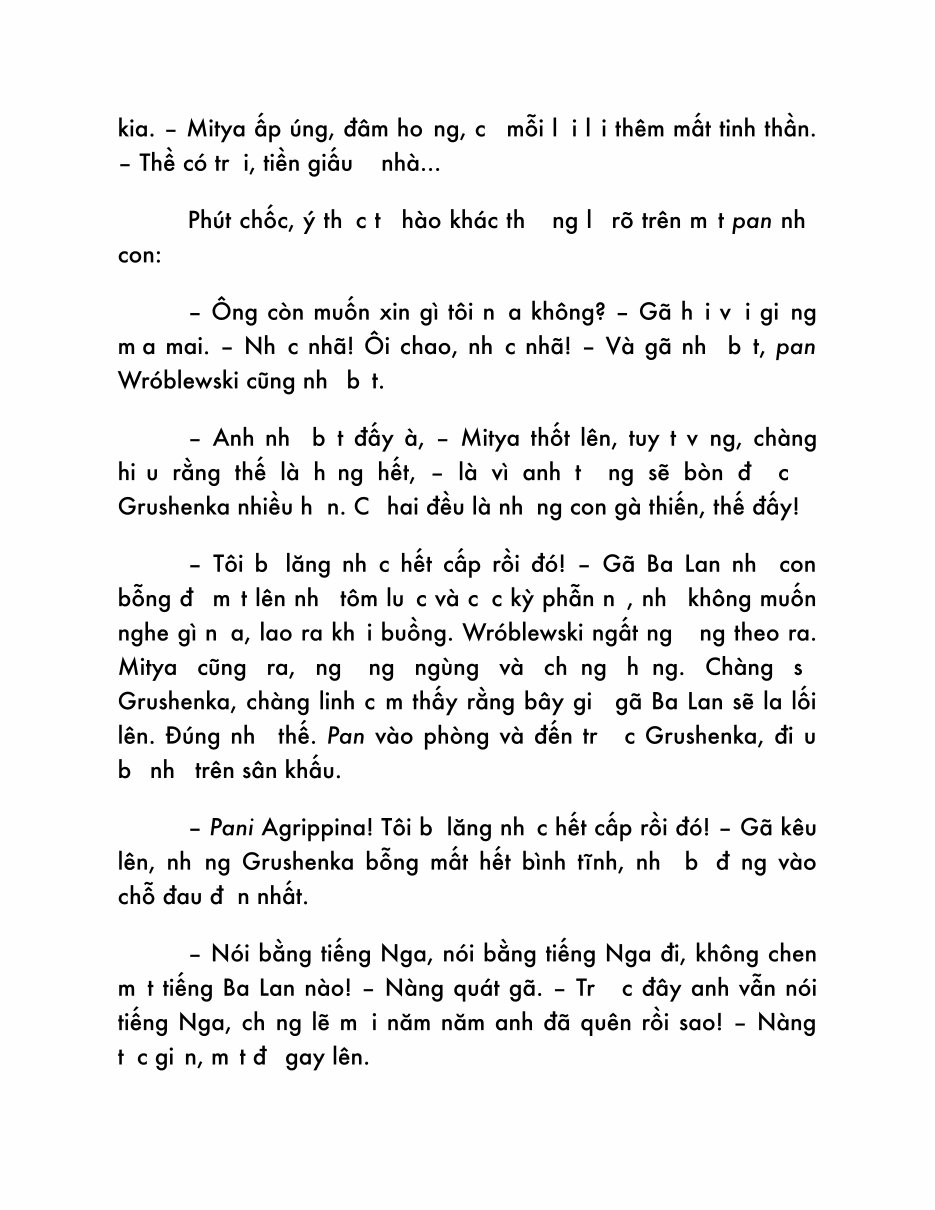 kia. – Mitya ấp úng, đâm ho ng, c mỗi l i l i thêm mất tinh thần.
– Thề có tr i, tiền giấu nhà...
Phút chốc, ý th c t hào khác th ng l rõ trên m t pan nh
con:
– Ông còn muốn xin gì tôi n a không? – Gã h i v i gi ng
m a mai. – Nh c nhã! Ôi chao, nh c nhã! – Và gã nh b t, pan
Wróblewski cũng nh b t.
– Anh nh b t đấy à, – Mitya thốt lên, tuy t v ng, chàng
hi u rằng thế là h ng hết, – là vì anh t ng sẽ bòn đ c
Grushenka nhiều h n. C hai đều là nh ng con gà thiến, thế đấy!
– Tôi b lăng nh c hết cấp rồi đó! – Gã Ba Lan nh con
bỗng đ m t lên nh tôm lu c và c c kỳ phẫn n , nh không muốn
nghe gì n a, lao ra kh i buồng. Wróblewski ngất ng ng theo ra.
Mitya cũng ra, ng ng ngùng và ch ng h ng. Chàng s
Grushenka, chàng linh c m thấy rằng bây gi gã Ba Lan sẽ la lối
lên. Đúng nh thế. Pan vào phòng và đến tr c Grushenka, đi u
b nh trên sân khấu.
– Pani Agrippina! Tôi b lăng nh c hết cấp rồi đó! – Gã kêu
lên, nh ng Grushenka bỗng mất hết bình tĩnh, nh b đ ng vào
chỗ đau đ n nhất.
– Nói bằng tiếng Nga, nói bằng tiếng Nga đi, không chen
m t tiếng Ba Lan nào! – Nàng quát gã. – Tr c đây anh vẫn nói
tiếng Nga, ch ng lẽ m i năm năm anh đã quên rồi sao! – Nàng
t c gi n, m t đ gay lên.